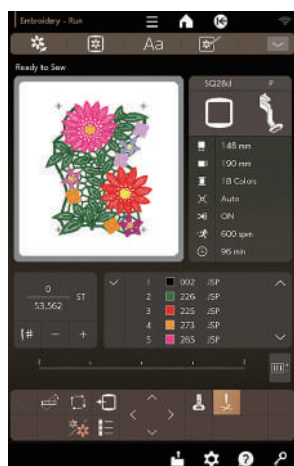 Embroidery - Run
Aa
Ready to Sew
SQ28d P
148 mm
190 mm
18 Colors
Auto
ON
600 spm
96 min
0
53,562 ST
1 002 JSP
2 226 JSP
3 225 JSP
4 273 JSP
5 265 JSP
# - +
?